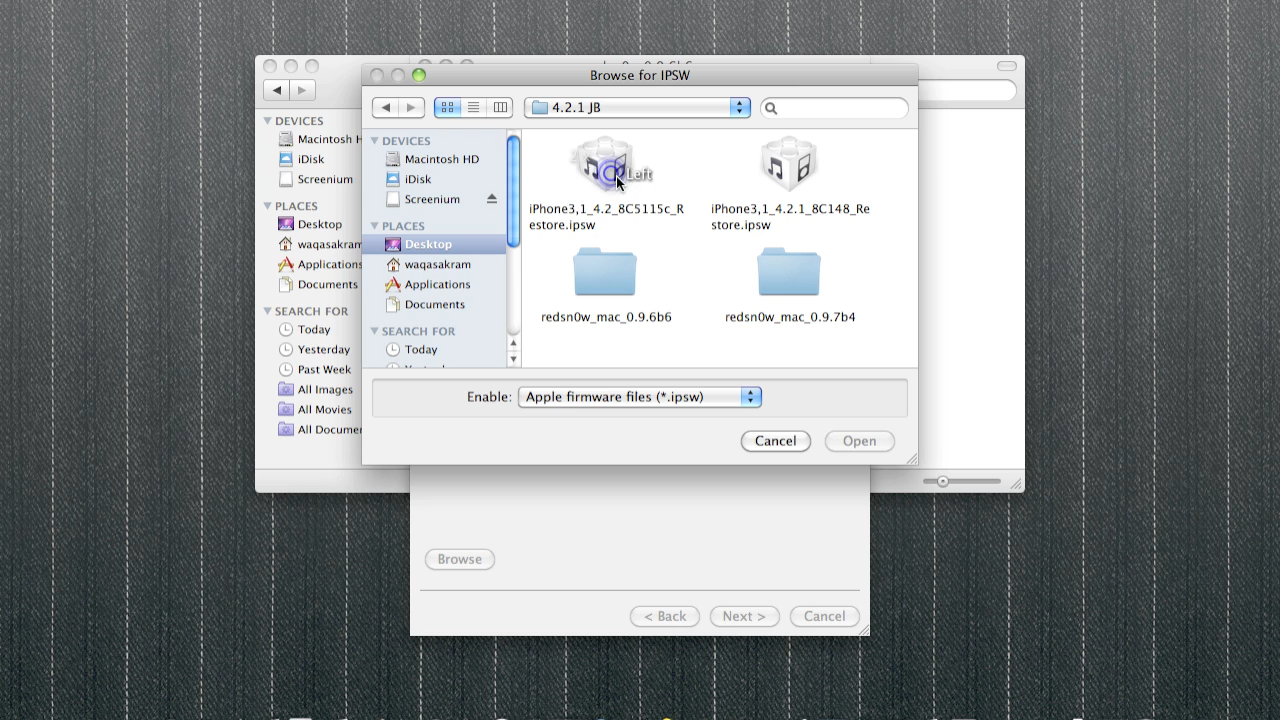 Browse for IPSW
4.2.1 JB
DEVICES
Macintosh H
iDisk
Screenium
PLACES
Desktop
waqasakram
Applications
Documents
SEARCH FOR
Today
Yesterday
Past Week
All Images
All Movies
All Documen
DEVICES
Macintosh HD
iDisk
Screenium
PLACES
Desktop
waqasakram
Applications
Documents
SEARCH FOR
Today
Left
iPhone3,1_4.2_8C5115c_R
estore.ipsw
iPhone3,1_4.2.1_8C148_Re
store.ipsw
redsn0w_mac_0.9.6b6
redsn0w_mac_0.9.7b4
Enable:
Apple firmware files (*.ipsw)
Cancel
Open
Browse
< Back
Next >
Cancel